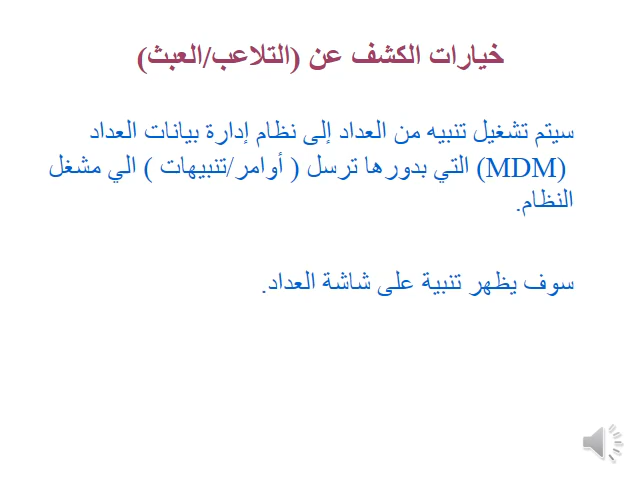 خيارات الكشف عن (التلاعب/العبث)
سيتم تشغيل تنبيه من العداد إلى نظام إدارة بيانات العداد
(MDM) التي بدورها ترسل ( أوامر/تنبيهات ) الي مشغل
النظام.
سوف يظهر تنبية على شاشة العداد.